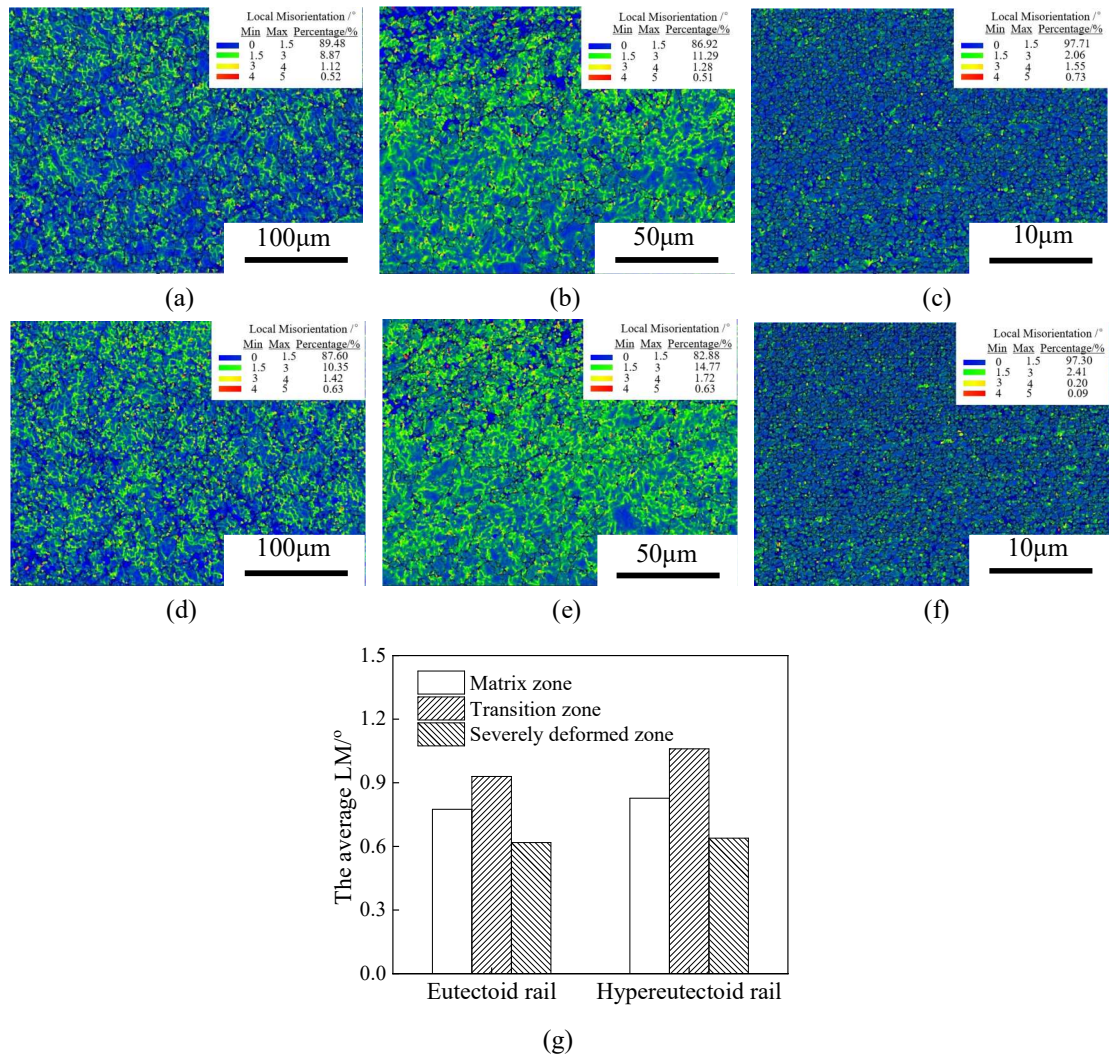 Local Misorientation /°
Min Max Percentage/%
0 1.5 89.48
1.5 3 8.87
3 4 1.12
4 5 0.52
100μm
(a)
Local Misorientation /°
Min Max Percentage/%
0 1.5 86.92
1.5 3 11.29
3 4 1.28
4 5 0.51
50μm
(b)
Local Misorientation /°
Min Max Percentage/%
0 1.5 97.71
1.5 3 2.06
3 4 1.55
4 5 0.73
10μm
(c)
Local Misorientation /°
Min Max Percentage/%
0 1.5 87.60
1.5 3 10.35
3 4 1.42
4 5 0.63
100μm
(d)
Local Misorientation /°
Min Max Percentage/%
0 1.5 82.88
1.5 3 14.77
3 4 1.72
4 5 0.63
50μm
(e)
Local Misorientation /°
Min Max Percentage/%
0 1.5 97.30
1.5 3 2.41
3 4 0.20
4 5 0.09
10μm
(f)
The average LM/°
1.5
1.2
0.9
0.6
0.3
0.0
Matrix zone
Transition zone
Severely deformed zone
Eutectoid rail
Hypereutectoid rail
(g)